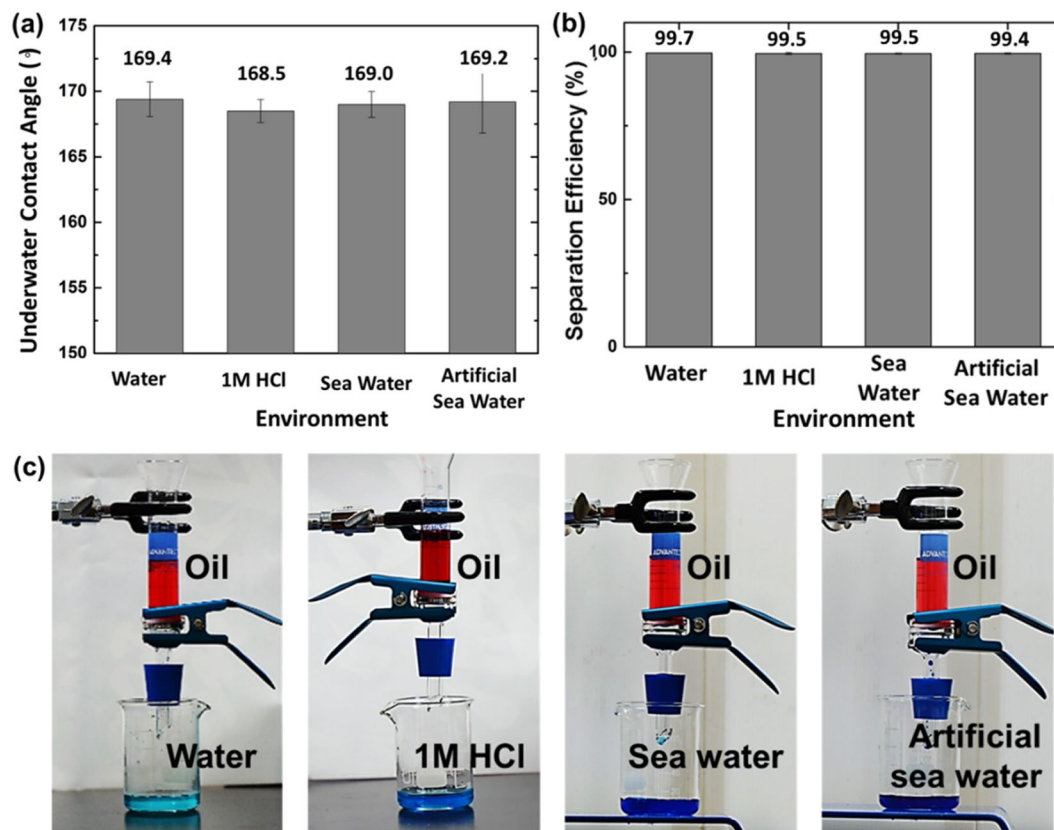 (a)
Underwater Contact Angle (°)
175
170
165
160
155
150
169.4
168.5
169.0
169.2
Water
1M HCl
Sea Water
Artificial
Sea Water
Environment
(b)
Separation Efficiency (%)
100
50
0
99.7
99.5
99.5
99.4
Water
1M HCl
Sea
Water
Artificial
Sea Water
Environment
(c)
ADVANTEC
Oil
Water
Oil
1M HCl
ADVANTEC
Oil
Sea water
ADVANTEC
Oil
Artificial
sea water